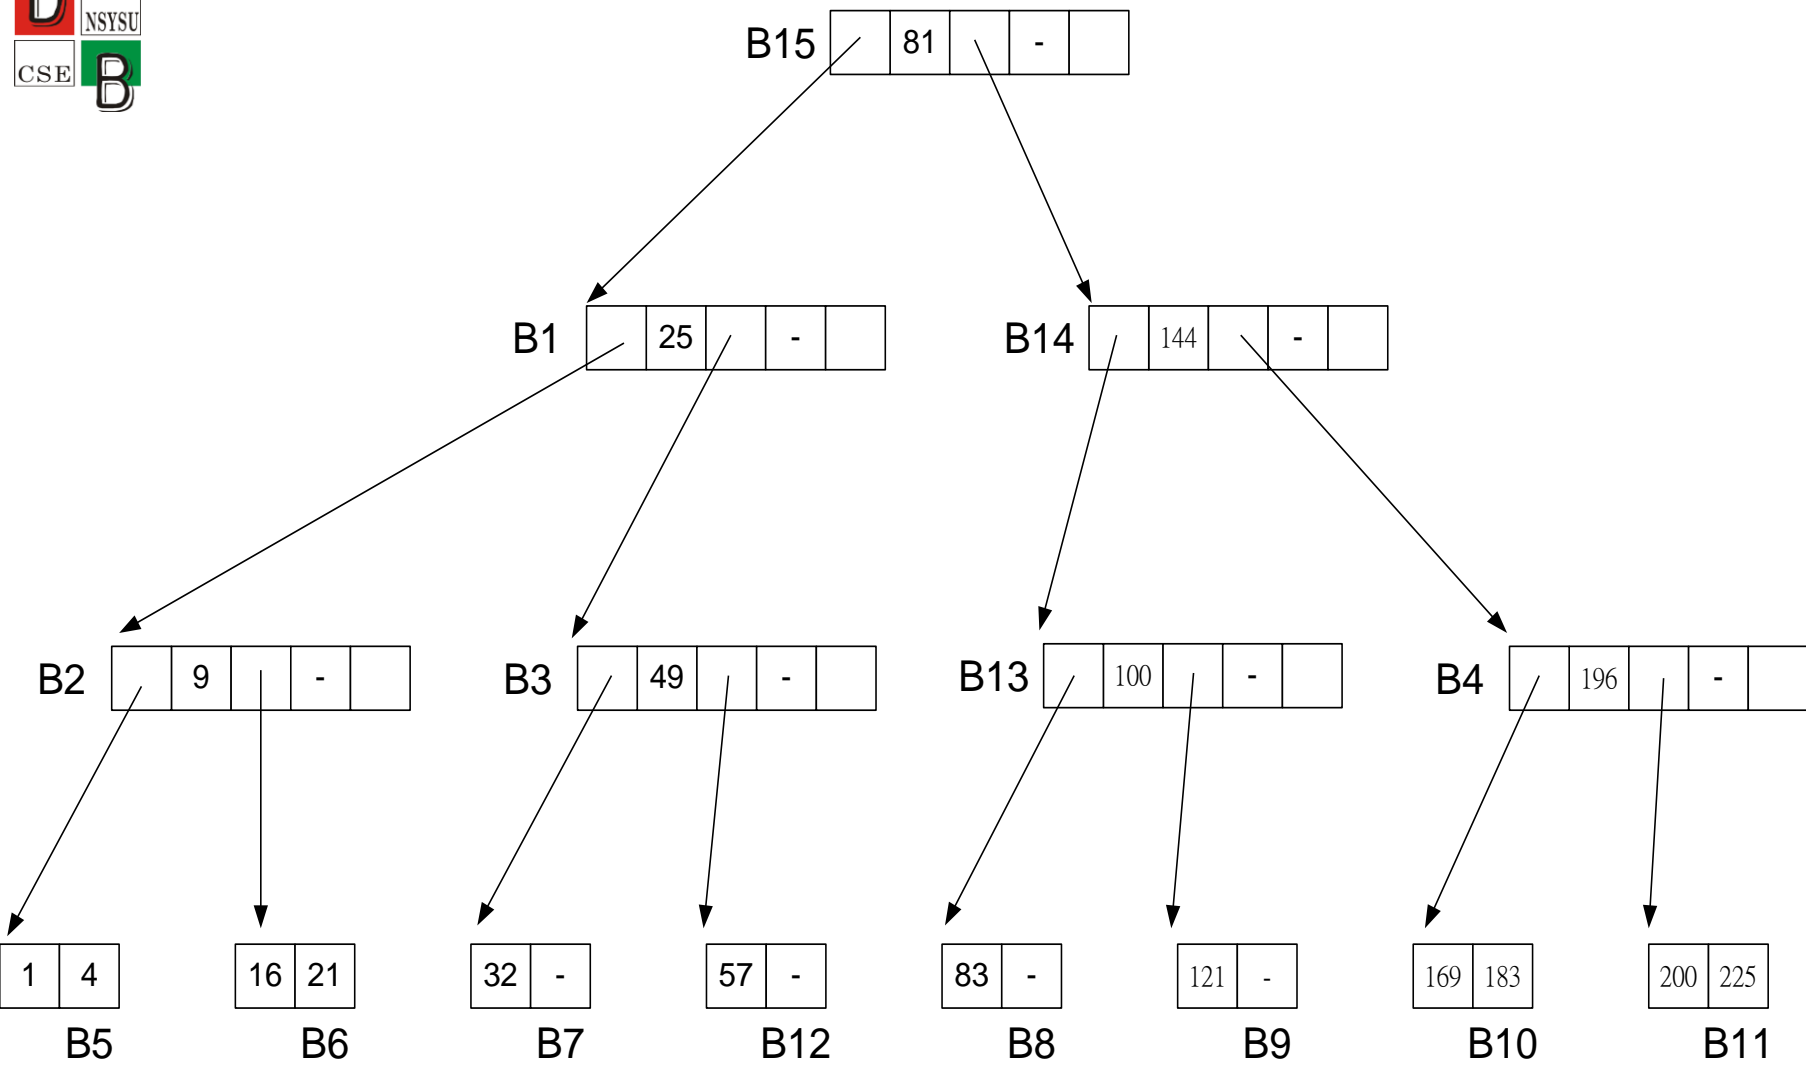 D NSYSU
CSE B
B15 81 -
B1 25 -
B14 144 -
B2 9 -
B3 49 -
B13 100 -
B4 196 -
1 4
16 21
32 -
57 -
83 -
121 -
169 183
200 225
B5
B6
B7
B12
B8
B9
B10
B11